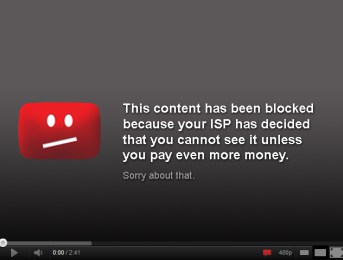 This content has been blocked
because your ISP has decided
that you cannot see it unless
you pay even more money.
Sorry about that.
0:00 / 2:41
480p